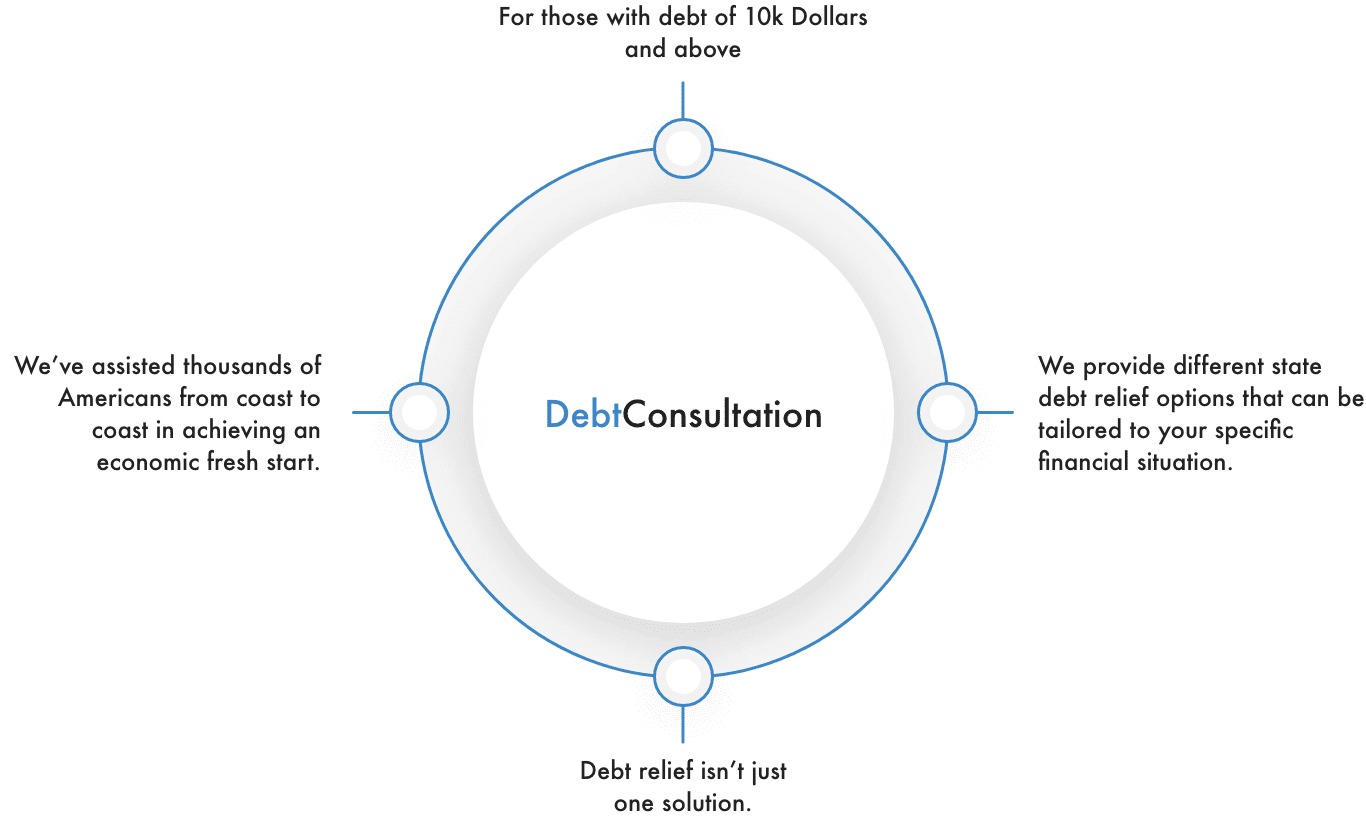 For those with debt of 10k Dollars
and above
We’ve assisted thousands of
Americans from coast to
coast in achieving an
economic fresh start.
DebtConsultation
We provide different state
debt relief options that can be
tailored to your specific
financial situation.
Debt relief isn’t just
one solution.